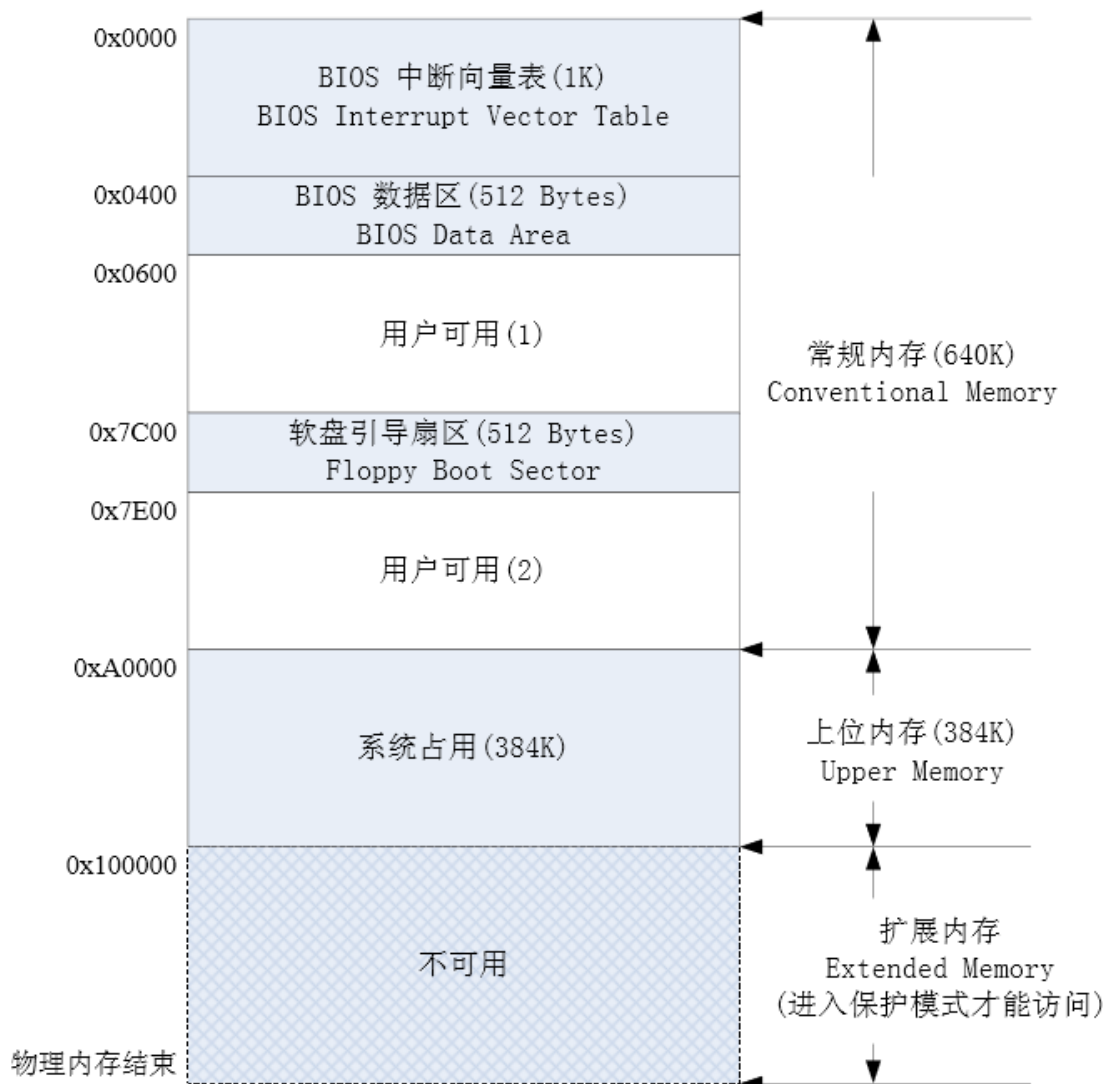 0x0000
BIOS 中断向量表(1K)
BIOS Interrupt Vector Table
0x0400
BIOS 数据区(512 Bytes)
BIOS Data Area
0x0600
用户可用(1)
常规内存(640K)
Conventional Memory
0x7C00
软盘引导扇区(512 Bytes)
Floppy Boot Sector
0x7E00
用户可用(2)
0xA0000
系统占用(384K)
上位内存(384K)
Upper Memory
0x100000
不可用
扩展内存
Extended Memory
(进入保护模式才能访问)
物理内存结束